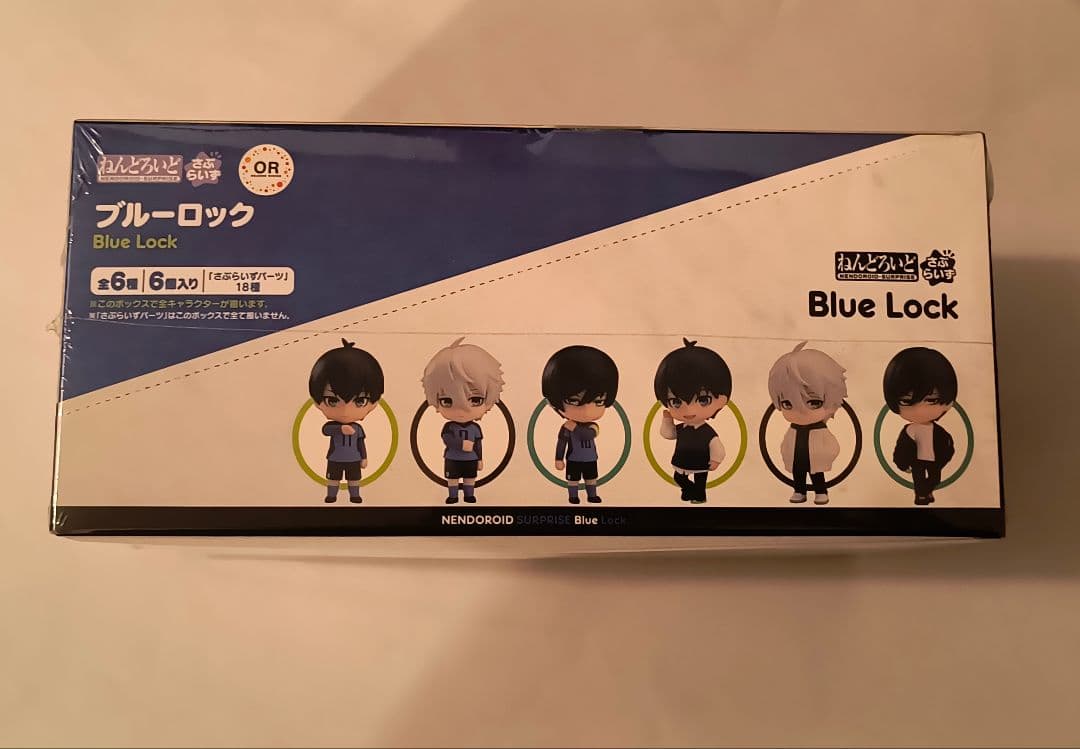 ねんどろいど さぷらいず
NENDOROID-SURPRISE
OR
ブルーロック
Blue Lock
全6種 6個入り 「さぷらいずパーツ」18種
※このボックスで全キャラクターが揃います。
※「さぷらいずパーツ」はこのボックスで全て揃いません。
ねんどろいど さぷらいず
NENDOROID-SURPRISE
Blue Lock
11
7
10
NENDOROID SURPRISE Blue Lock